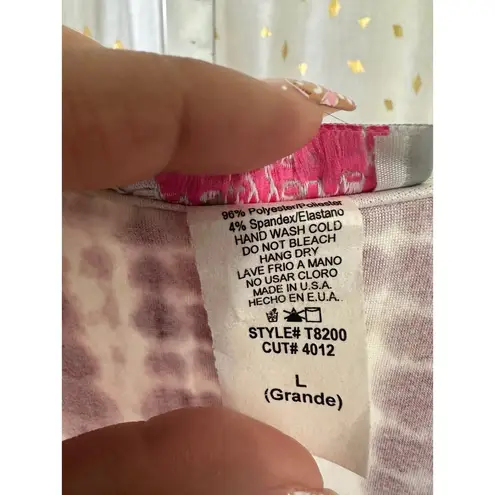 96% Polyester/Poliester
4% Spandex/Elastano
HAND WASH COLD
DO NOT BLEACH
HANG DRY
LAVE FRIO A MANO
NO USAR CLORO
MADE IN U.S.A.
HECHO EN E.U.A.
STYLE# T8200
CUT# 4012
L
(Grande)